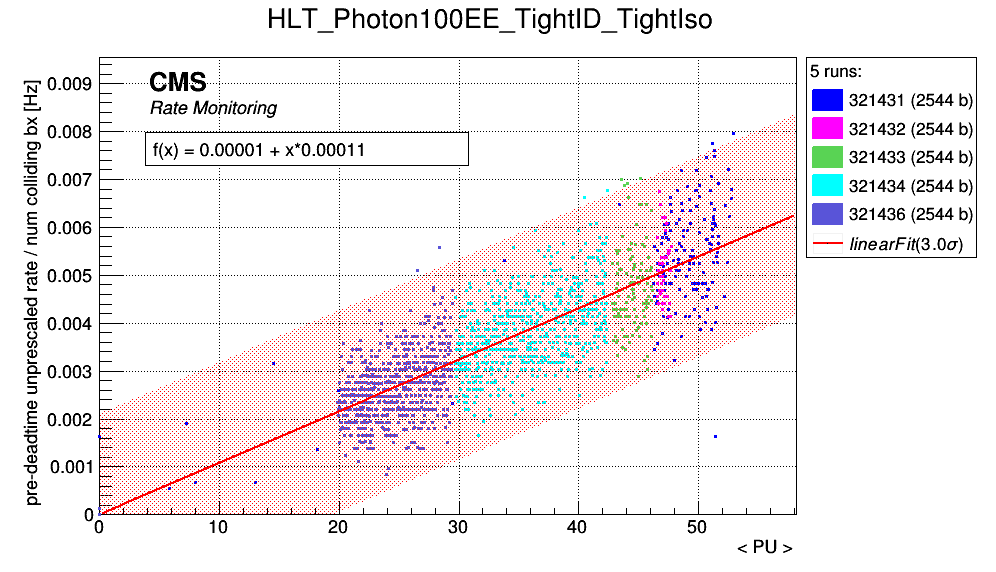 HLT_Photon100EE_TightID_TightIso
pre-deadtime unprescaled rate / num colliding bx [Hz]
0.009
0.008
0.007
0.006
0.005
0.004
0.003
0.002
0.001
0
CMS
Rate Monitoring
f(x) = 0.00001 + x*0.00011
0 10 20 30 40 50
< PU >
5 runs:
321431 (2544 b)
321432 (2544 b)
321433 (2544 b)
321434 (2544 b)
321436 (2544 b)
linearFit(3.0σ)